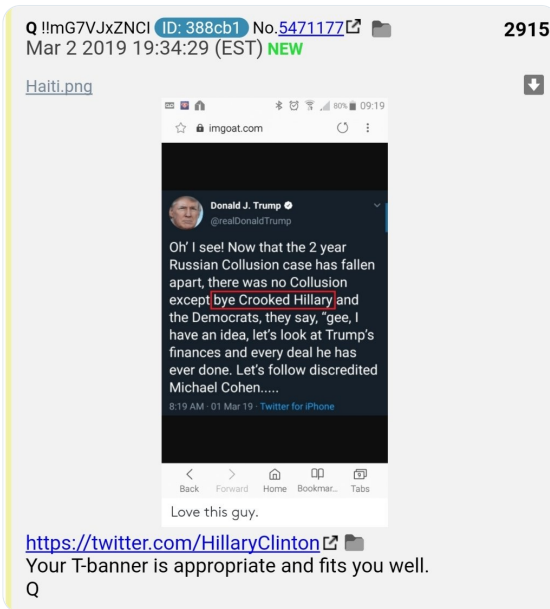 Q !!mG7VJxZNCI ID: 388cb1 No.5471177 2915
Mar 2 2019 19:34:29 (EST) NEW
Haiti.png
80% 09:19
imgoat.com
Donald J. Trump
@realDonaldTrump
Oh' I see! Now that the 2 year
Russian Collusion case has fallen
apart, there was no Collusion
except bye Crooked Hillary and
the Democrats, they say, “gee, I
have an idea, let's look at Trump's
finances and every deal he has
ever done. Let's follow discredited
Michael Cohen.....
8:19 AM · 01 Mar 19 · Twitter for iPhone
9
Back Forward Home Bookmar... Tabs
Love this guy.
https://twitter.com/HillaryClinton
Your T-banner is appropriate and fits you well.
Q